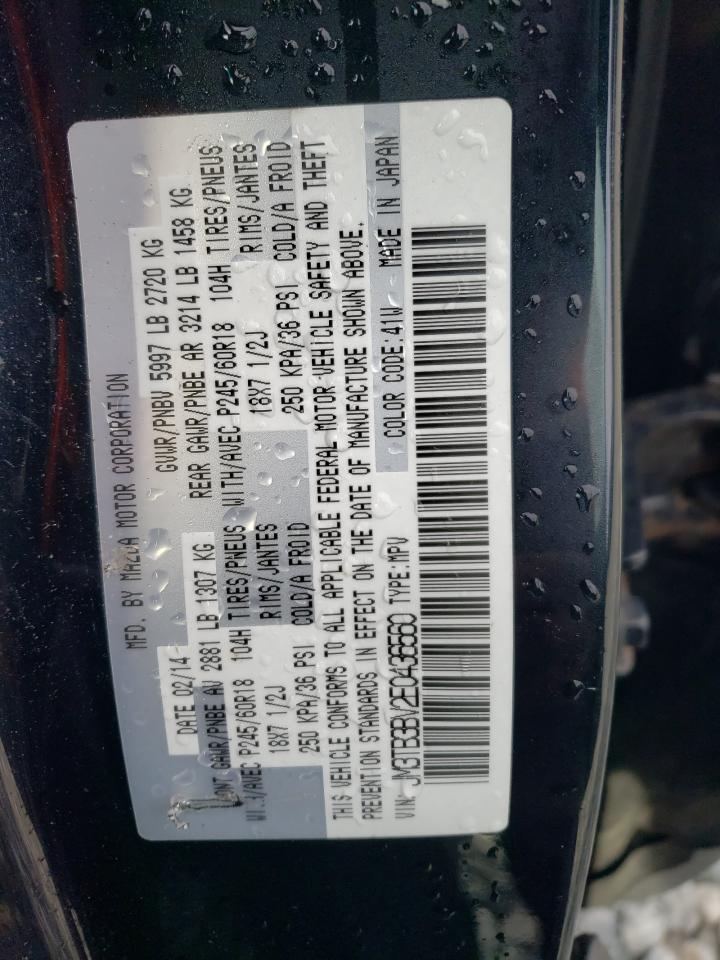 MFD. BY MAZDA MOTOR CORPORATION
DATE 02/14 GVWR/PNBV 5997 LB 2720 KG
GAWR/PNBE AV 2881 LB 1307 KG REAR GAWR/PNBE AR 3214 LB 1458 KG
P245/60R18 104H TIRES/PNEUS WITH/AVEC P245/60R18 104H TIRES/PNEUS
18X7 1/2J RIMS/JANTES 18X7 1/2J RIMS/JANTES
250 KPA/36 PSI COLD/A FROID 250 KPA/36 PSI COLD/A FROID
THIS VEHICLE CONFORMS TO ALL APPLICABLE FEDERAL MOTOR VEHICLE SAFETY AND THEFT
PREVENTION STANDARDS IN EFFECT ON THE DATE OF MANUFACTURE SHOWN ABOVE.
VIN:JM3TB3BV2E0436560 TYPE:MPV COLOR CODE:41W MADE IN JAPAN